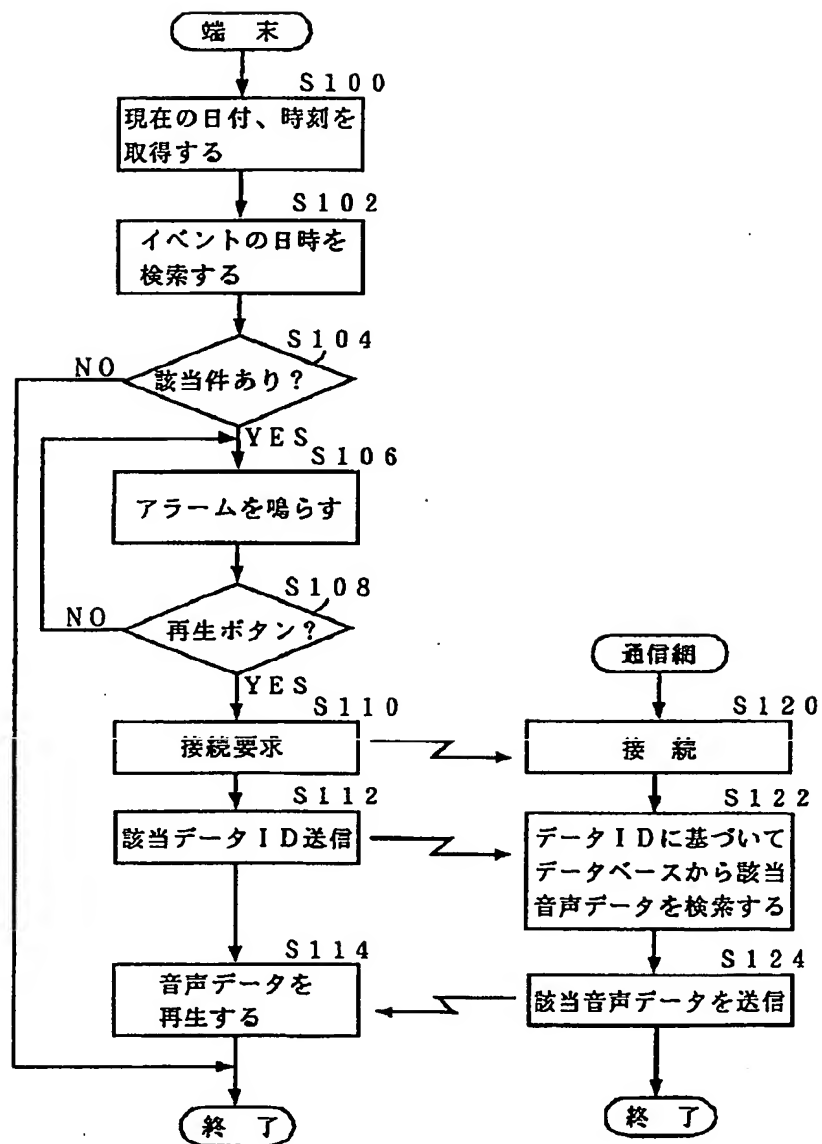 端 末
S100
現在の日付、時刻を
取得する
S102
イベントの日時を
検索する
S104
該当件あり?
NO
YES
S106
アラームを鳴らす
S108
再生ボタン?
NO
YES
S110
接続要求
S112
該当データID送信
S114
音声データを
再生する
終 了
通信網
S120
接 続
S122
データIDに基づいて
データベースから該当
音声データを検索する
S124
該当音声データを送信
終 了